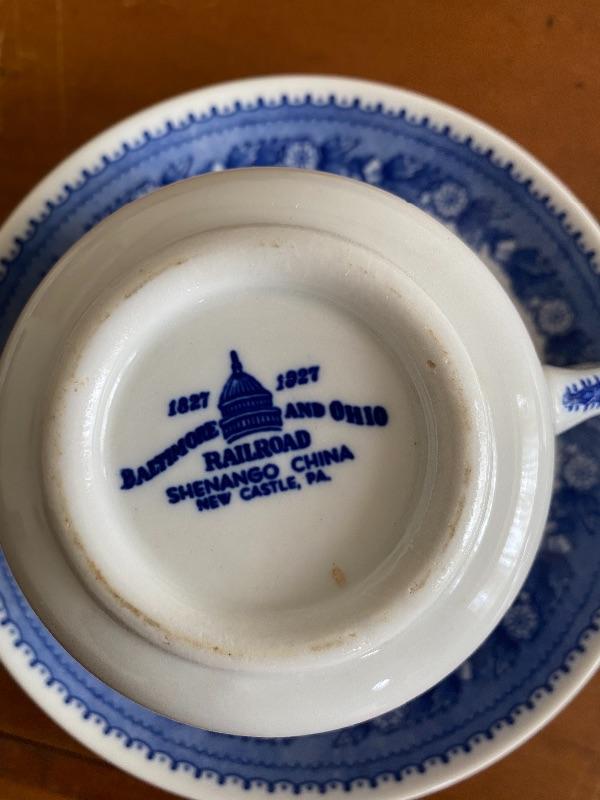 1827 1927
BALTIMORE AND OHIO
RAILROAD
SHENANGO CHINA
NEW CASTLE, PA.